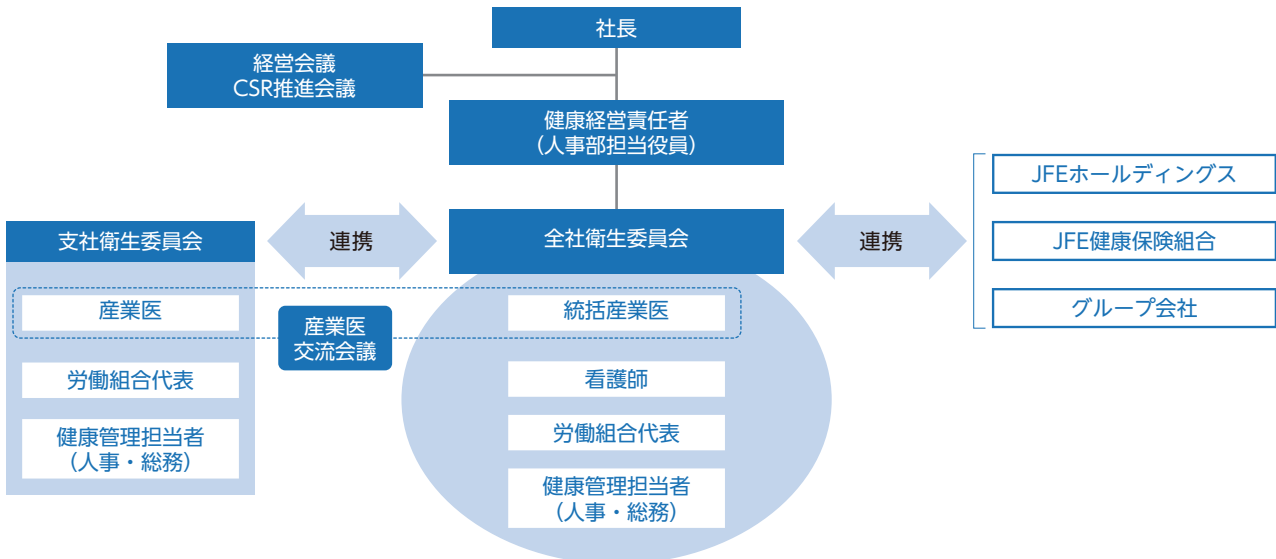 社長
経営会議
CSR推進会議
健康経営責任者
（人事部担当役員）
支社衛生委員会
連携
全社衛生委員会
連携
JFEホールディングス
JFE健康保険組合
グループ会社
産業医
統括産業医
産業医
交流会議
労働組合代表
健康管理担当者
（人事・総務）
看護師
労働組合代表
健康管理担当者
（人事・総務）